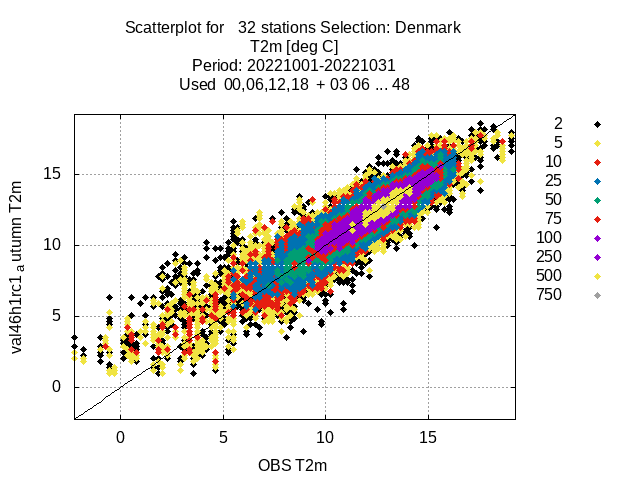 Scatterplot for 32 stations Selection: Denmark
T2m [deg C]
Period: 20221001-20221031
Used 00,06,12,18 + 03 06 ... 48
2
5
10
25
50
75
100
250
500
750
15
10
5
0
val46h1rc1 a utumn T2m
0 5 10 15
OBS T2m